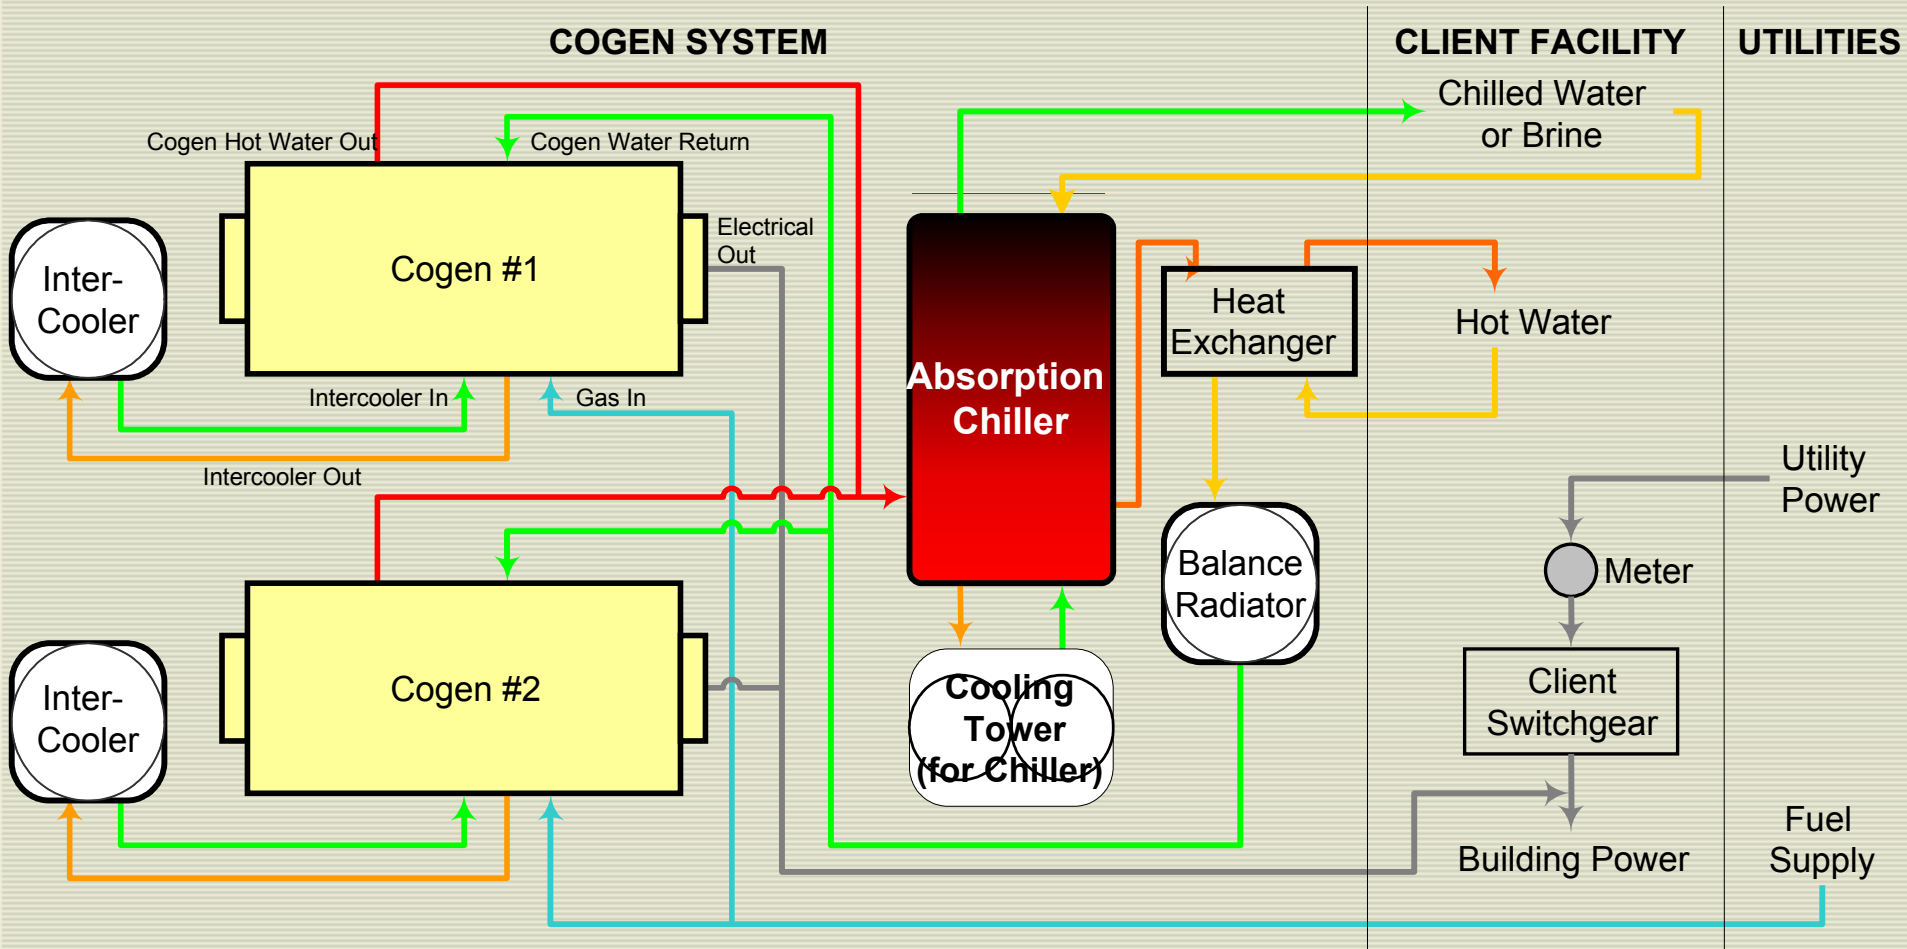 COGEN SYSTEM
CLIENT FACILITY
UTILITIES
Chilled Water
or Brine
Cogen Hot Water Out
Cogen Water Return
Electrical
Out
Cogen #1
Inter-
Cooler
Heat
Exchanger
Hot Water
Absorption
Chiller
Intercooler In
Gas In
Intercooler Out
Utility
Power
Balance
Radiator
Meter
Cogen #2
Inter-
Cooler
Cooling
Tower
(for Chiller)
Client
Switchgear
Building Power
Fuel
Supply